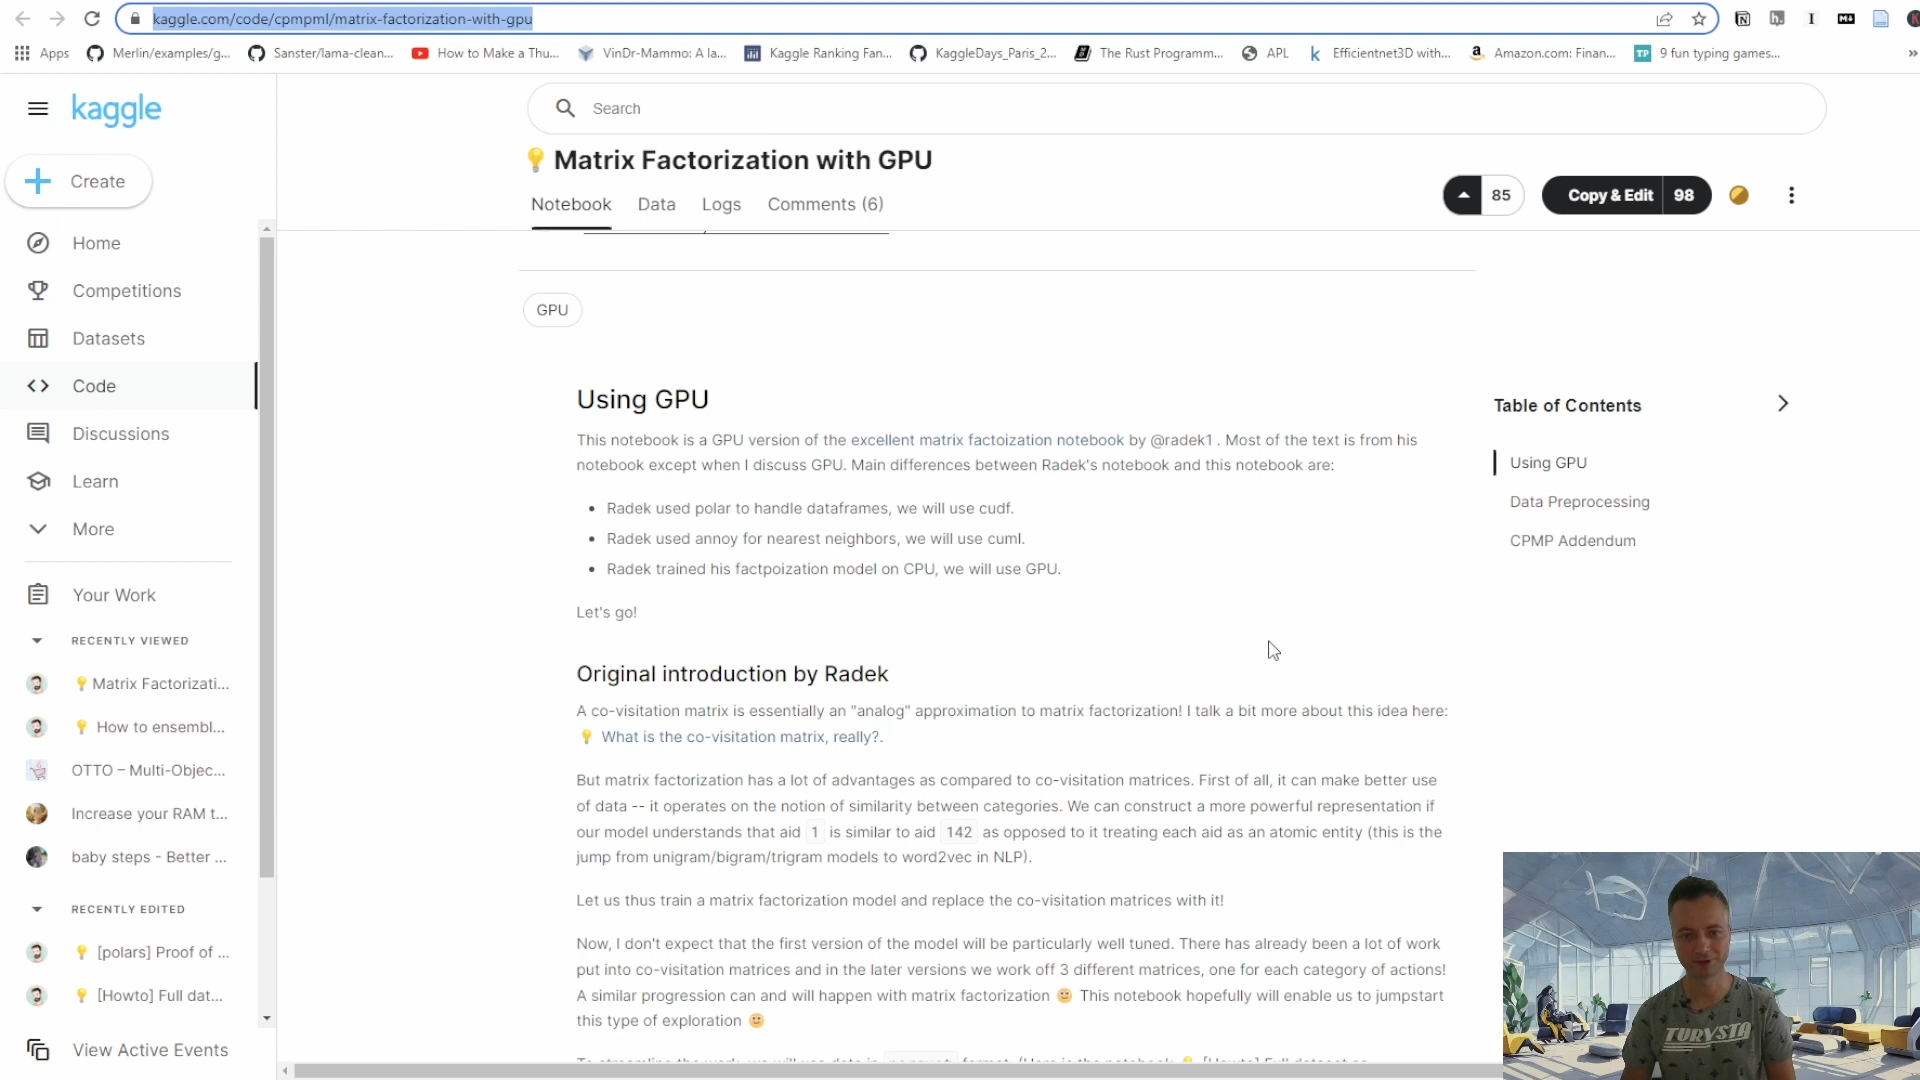 kaggle.com/code/cpmpml/matrix-factorization-with-gpu
Apps
Merlin/examples/g...
Sanster/lama-clean...
How to Make a Thu...
VinDr-Mammo: A la...
Kaggle Ranking Fan...
KaggleDays_Paris_2...
The Rust Programm...
APL
Efficientnet3D with...
Amazon.com: Finan...
TP
9 fun typing games...
»
kaggle
Search
Create
💡 Matrix Factorization with GPU
Notebook
Data
Logs
Comments (6)
85
Copy & Edit
98
Home
Competitions
Datasets
Code
Discussions
Learn
More
Your Work
RECENTLY VIEWED
💡 Matrix Factorizati...
💡 How to ensembl...
OTTO – Multi-Objec...
Increase your RAM t...
baby steps - Better ...
RECENTLY EDITED
💡 [polars] Proof of ...
💡 [Howto] Full dat...
View Active Events
GPU
Using GPU
This notebook is a GPU version of the excellent matrix factoization notebook by @radek1 . Most of the text is from his
notebook except when I discuss GPU. Main differences between Radek's notebook and this notebook are:
• Radek used polar to handle dataframes, we will use cudf.
• Radek used annoy for nearest neighbors, we will use cuml.
• Radek trained his factpoization model on CPU, we will use GPU.
Let's go!
Original introduction by Radek
A co-visitation matrix is essentially an "analog" approximation to matrix factorization! I talk a bit more about this idea here:
💡 What is the co-visitation matrix, really?.
But matrix factorization has a lot of advantages as compared to co-visitation matrices. First of all, it can make better use
of data -- it operates on the notion of similarity between categories. We can construct a more powerful representation if
our model understands that aid 1 is similar to aid 142 as opposed to it treating each aid as an atomic entity (this is the
jump from unigram/bigram/trigram models to word2vec in NLP).
Let us thus train a matrix factorization model and replace the co-visitation matrices with it!
Now, I don't expect that the first version of the model will be particularly well tuned. There has already been a lot of work
put into co-visitation matrices and in the later versions we work off 3 different matrices, one for each category of actions!
A similar progression can and will happen with matrix factorization 🙂 This notebook hopefully will enable us to jumpstart
this type of exploration 🙂
Table of Contents
Using GPU
Data Preprocessing
CPMP Addendum
TURYSTA